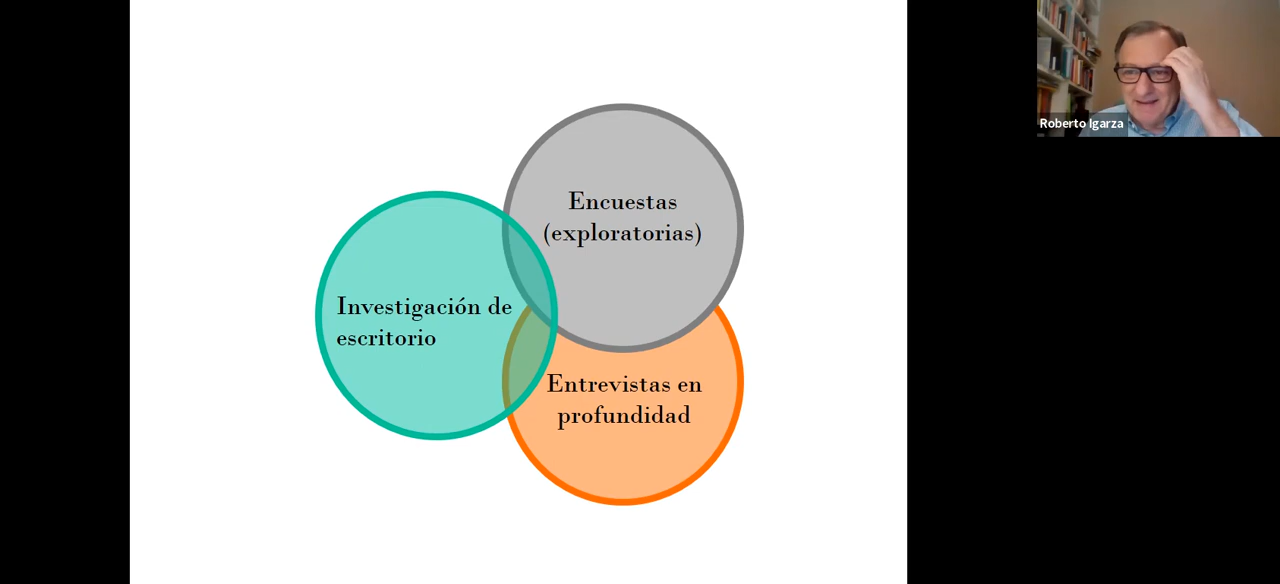 Encuestas
(exploratorias)
Investigación de
escritorio
Entrevistas en
profundidad
Roberto Igarza